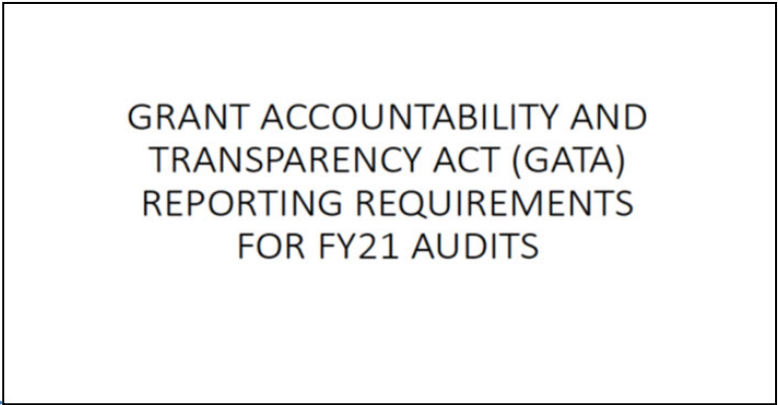 GRANT ACCOUNTABILITY AND
TRANSPARENCY ACT (GATA)
REPORTING REQUIREMENTS
FOR FY21 AUDITS